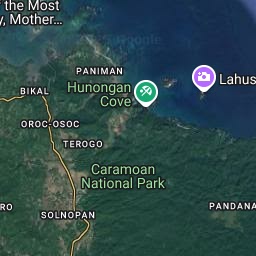 f the Most
y, Mother ...
PANIMAN
Hunongan
Cove
Lahus
BIKAL
OROC-OSOC
TEROGO
Caramoan
National Park
RO
PANDANA
SOLNOPAN